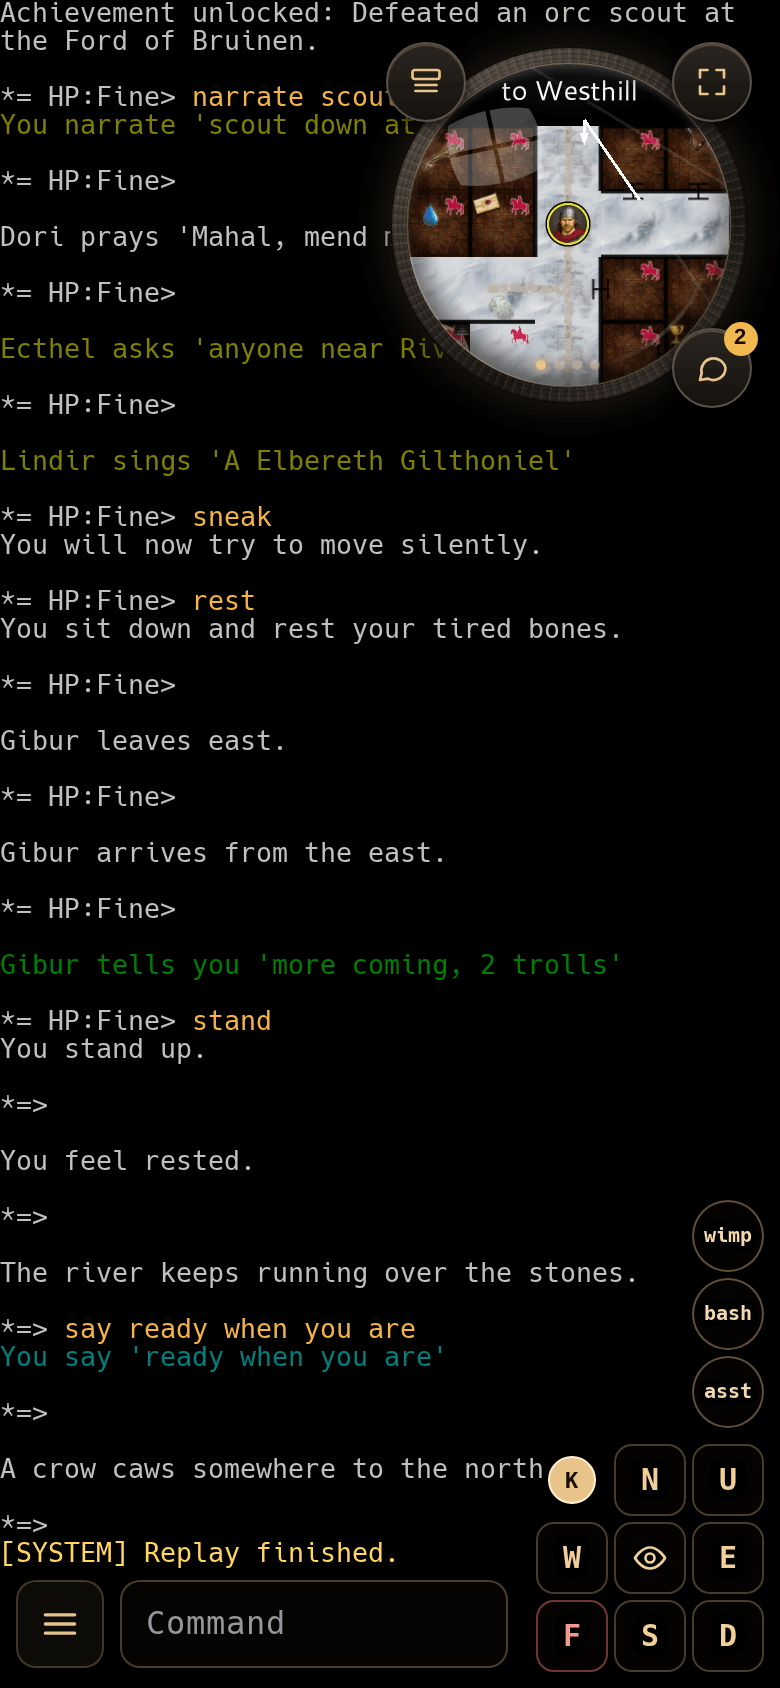 Achievement unlocked: Defeated an orc scout at
the Ford of Bruinen.
*= HP:Fine> narrate
You narrate 'scout down
to Westhill
*= HP:Fine>
Dori prays 'Mahal, mend
*= HP:Fine>
2
Ecthel asks 'anyone near
*= HP:Fine>
Lindir sings 'A Elbereth Gilthoniel'
*= HP:Fine> sneak
You will now try to move silently.
*= HP:Fine> rest
You sit down and rest your tired bones.
*= HP:Fine>
Gibur leaves east.
*= HP:Fine>
Gibur arrives from the east.
*= HP:Fine>
Gibur tells you 'more coming, 2 trolls'
*= HP:Fine> stand
You stand up.
*=>
You feel rested.
*=>
wimp
The river keeps running over the stones.
bash
*=> say ready when you are
You say 'ready when you are'
asst
*=>
A crow caws somewhere to the north
K
N
U
*=>
[SYSTEM] Replay finished.
W
E
Command
F
S
D